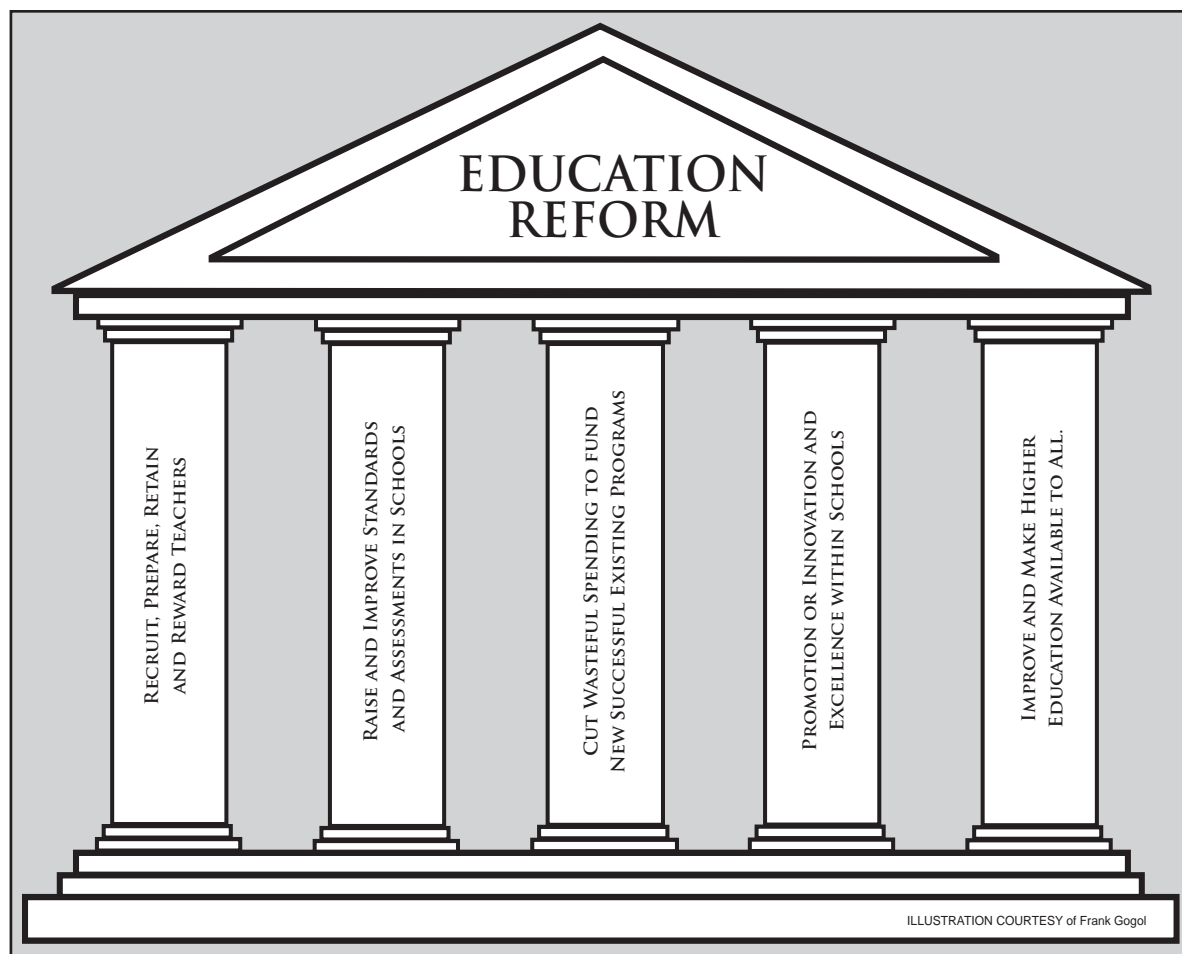 EDUCATION
REFORM
RECRUIT, PREPARE, RETAIN
AND REWARD TEACHERS
RAISE AND IMPROVE STANDARDS
AND ASSESSMENTS IN SCHOOLS
CUT WASTEFUL SPENDING TO FUND
NEW SUCCESSFUL EXISTING PROGRAMS
PROMOTION OR INNOVATION AND
EXCELLENCE WITHIN SCHOOLS
IMPROVE AND MAKE HIGHER
EDUCATION AVAILABLE TO ALL.
ILLUSTRATION COURTESY of Frank Gogol